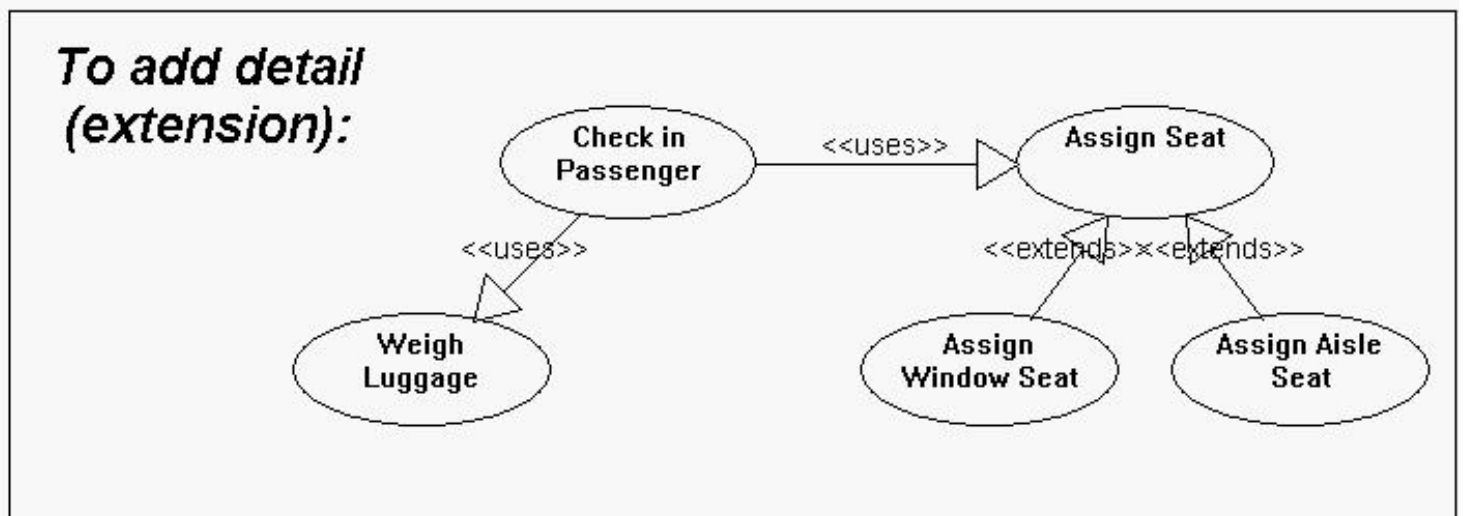 To add detail
(extension):
Check in
Passenger
<<uses>>
Assign Seat
<<uses>>
<<extends>>
<<extends>>
Weigh
Luggage
Assign
Window Seat
Assign Aisle
Seat